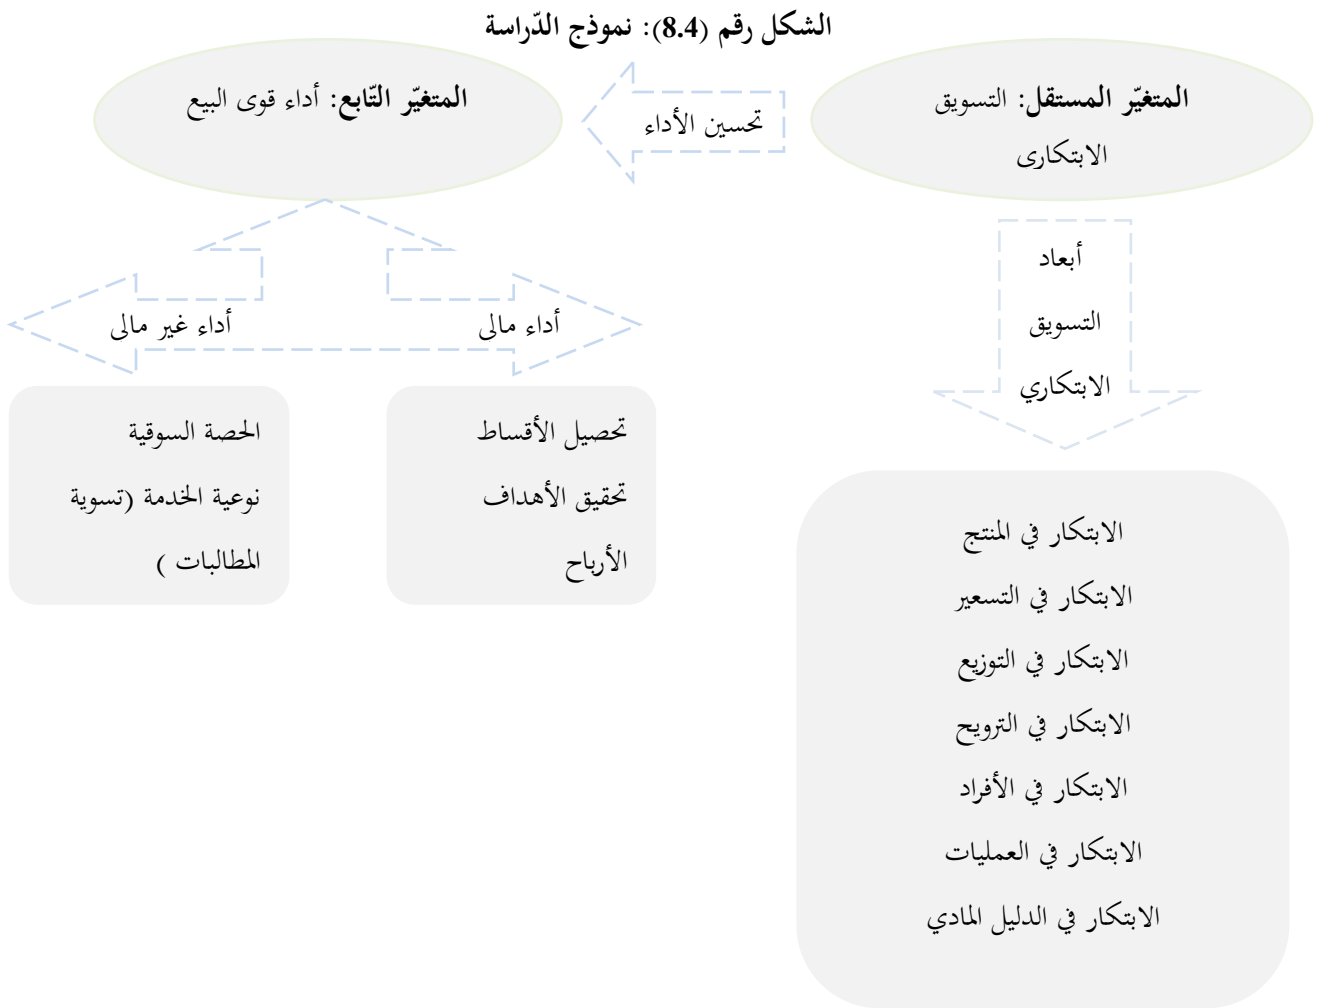 الشكل رقم (8.4): نموذج الدّراسة
المتغيّر المستقل: التسويق
الابتكارى
تحسين الأداء
المتغيّر التّابع: أداء قوى البيع
أبعاد
التسويق
الابتكاري
أداء مالى
أداء غير مالى
تحصيل الأقساط
تحقيق الأهداف
الأرباح
الحصة السوقية
نوعية الخدمة (تسوية
المطالبات )
الابتكار في المنتج
الابتكار في التسعير
الابتكار في التوزيع
الابتكار في الترويح
الابتكار في الأفراد
الابتكار في العمليات
الابتكار في الدليل المادي